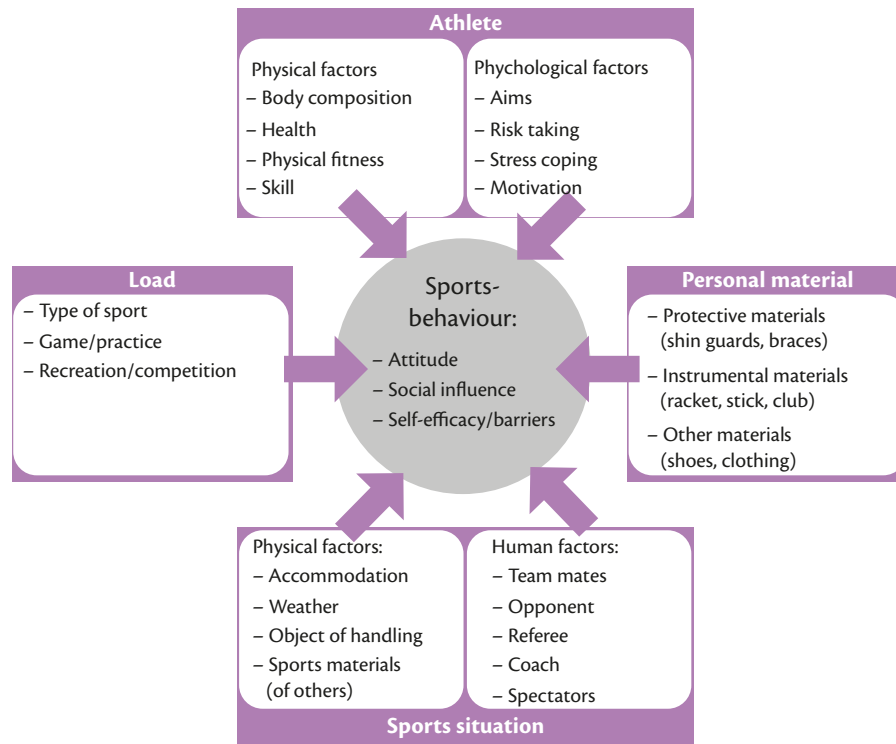 Athlete
Physical factors
– Body composition
– Health
– Physical fitness
– Skill
Phychological factors
– Aims
– Risk taking
– Stress coping
– Motivation
Load
– Type of sport
– Game/practice
– Recreation/competition
Sports-
behaviour:
– Attitude
– Social influence
– Self-efficacy/barriers
Personal material
– Protective materials
(shin guards, braces)
– Instrumental materials
(racket, stick, club)
– Other materials
(shoes, clothing)
Physical factors:
– Accommodation
– Weather
– Object of handling
– Sports materials
(of others)
Human factors:
– Team mates
– Opponent
– Referee
– Coach
– Spectators
Sports situation